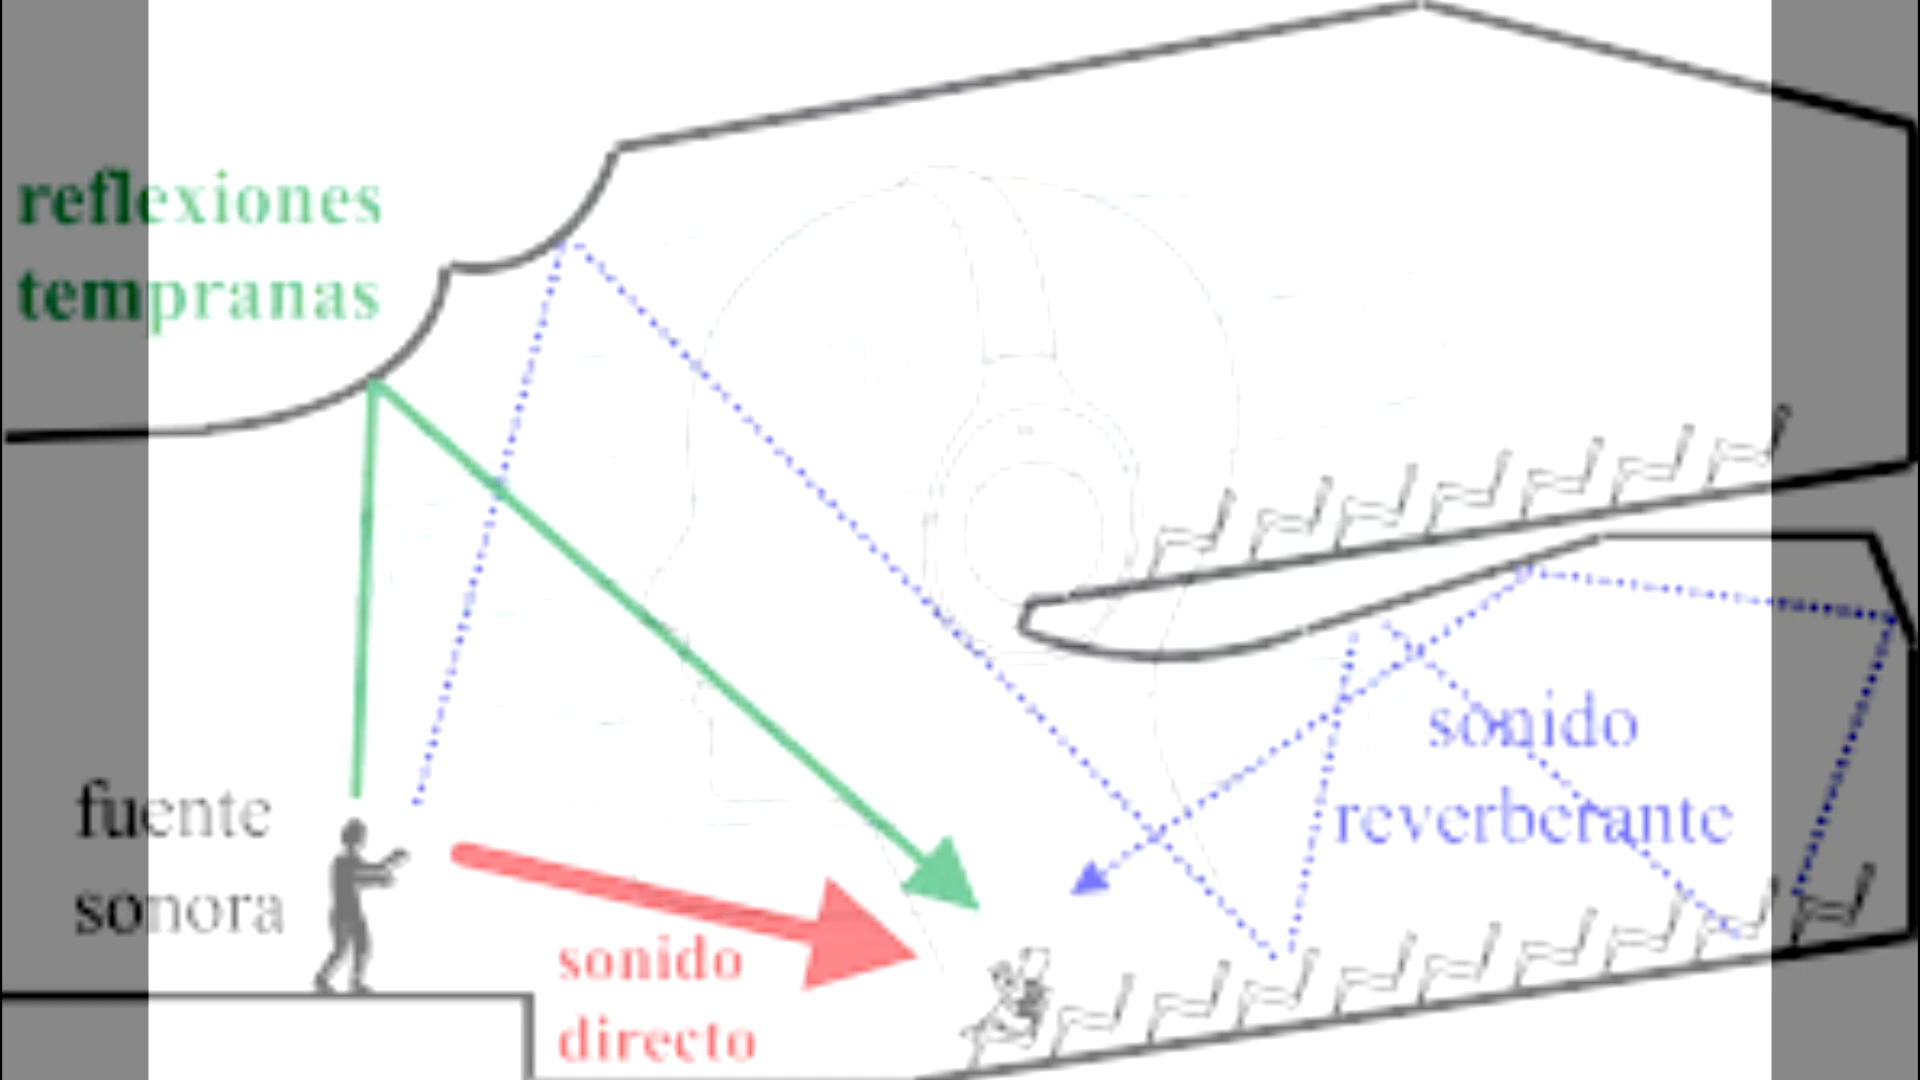 reflexiones
tempranas
sonido
reverberante
fuente
sonora
sonido
directo